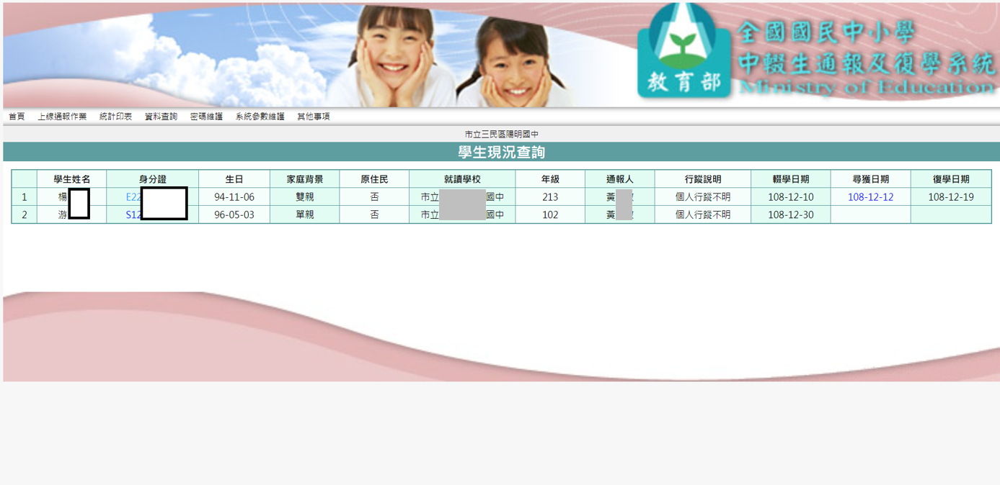 全國國民中小學
中輟生通報及復學系統
教育部
Ministry of Education
首頁 上線通報作業 統計印表 資料查詢 密碼維護 系統參數維護 其他事項
市立三民區陽明國中
學生現況查詢
學生姓名 身分證 生日 家庭背景 原住民 就讀學校 年級 通報人 行蹤說明 輟學日期 尋獲日期 復學日期
1 楊 E22 94-11-06 雙親 否 市立 國中 213 黃 個人行蹤不明 108-12-10 108-12-12 108-12-19
2 游 S12 96-05-03 單親 否 市立 國中 102 黃 個人行蹤不明 108-12-30